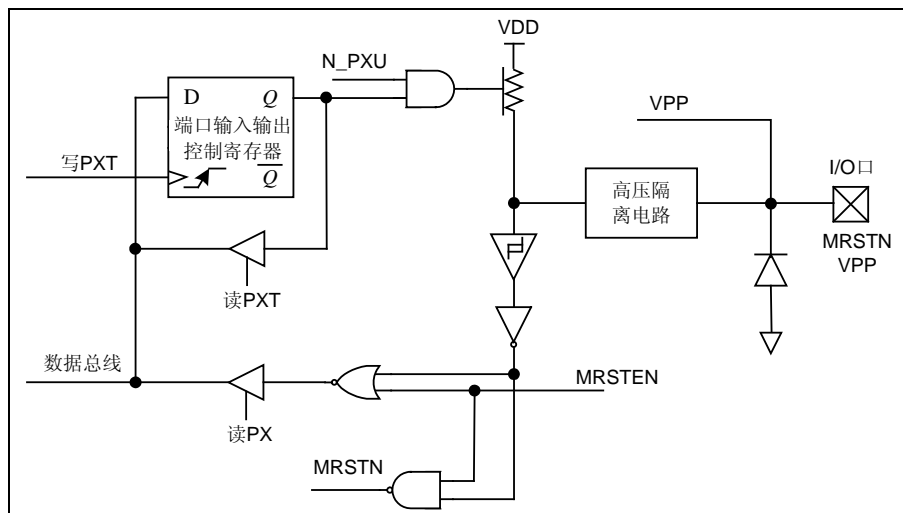 VDD
N_PXU
VPP
D
Q
端口输入输出
控制寄存器
Q
写PXT
I/O口
高压隔
离电路
MRSTN
VPP
读PXT
数据总线
MRSTEN
读PX
MRSTN